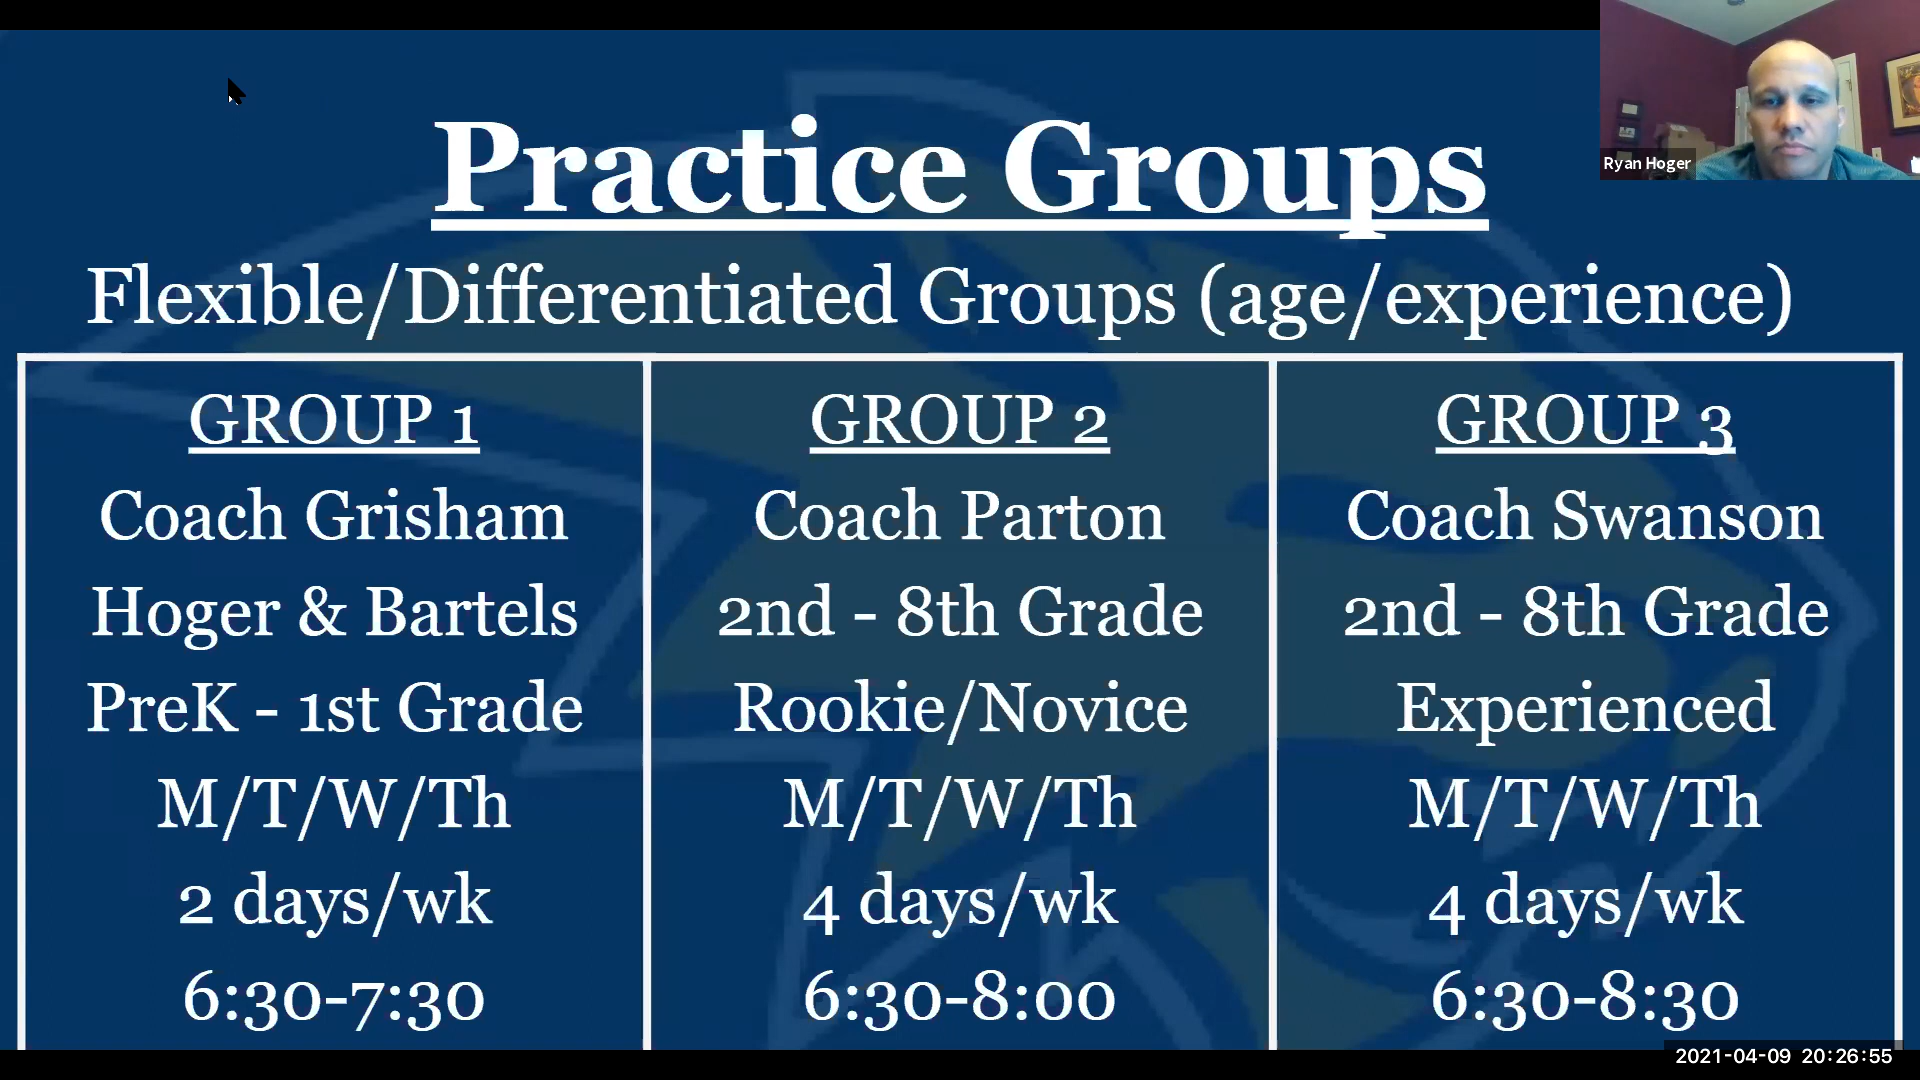 Practice Groups
Flexible/Differentiated Groups (age/experience)
GROUP 1
Coach Grisham
Hoger & Bartels
PreK - 1st Grade
M/T/W/Th
2 days/wk
6:30-7:30
GROUP 2
Coach Parton
2nd - 8th Grade
Rookie/Novice
M/T/W/Th
4 days/wk
6:30-8:00
GROUP 3
Coach Swanson
2nd - 8th Grade
Experienced
M/T/W/Th
4 days/wk
6:30-8:30
Ryan Hoger
2021-04-09 20:26:55